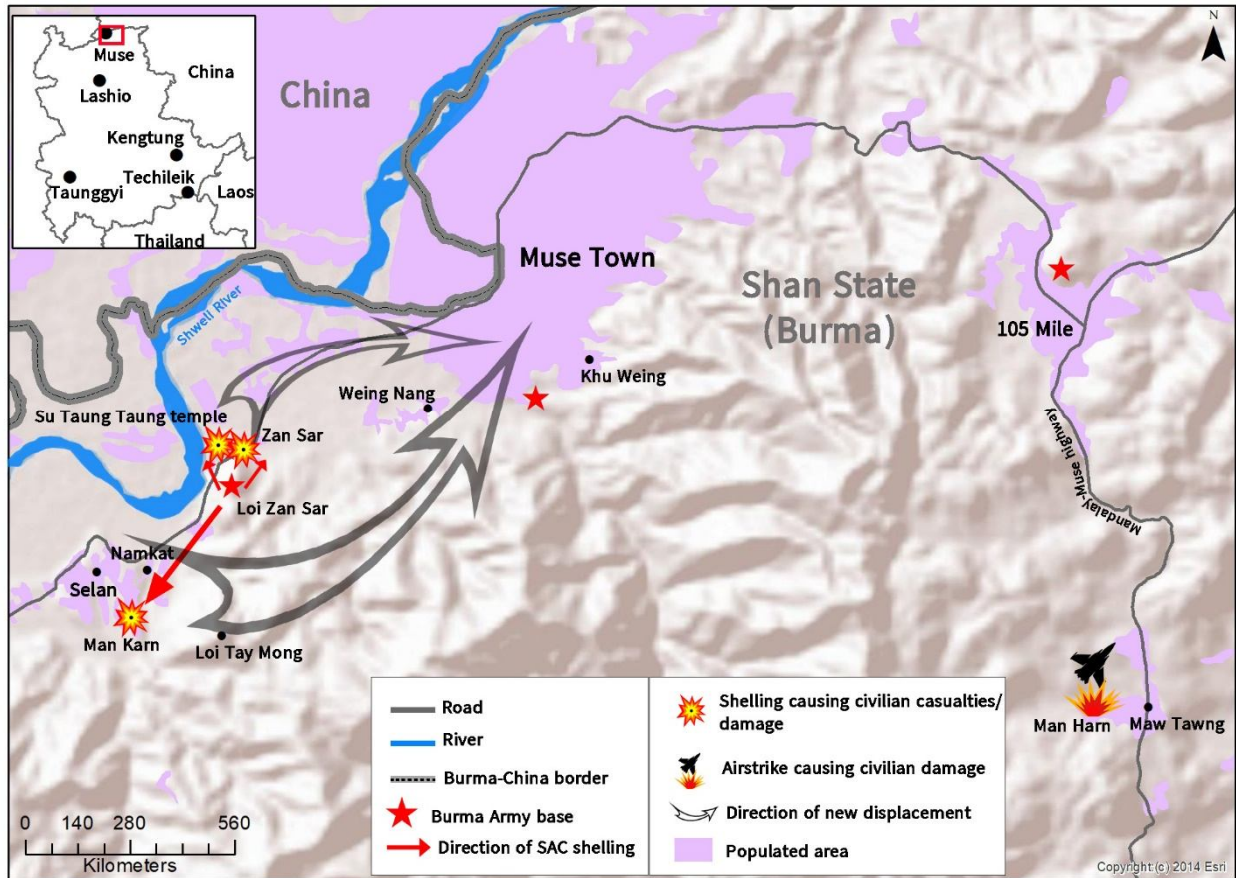 Muse
China
Lashio
Kengtung
Taunggyi
Techileik
Laos
Thailand
N
China
Muse Town
Shan State
(Burma)
105 Mile
Shweli River
Khu Weing
Weing Nang
Su Taung Taung temple
Zan Sar
Loi Zan Sar
Mandalay-Muse highway
Namkat
Selan
Man Karn
Loi Tay Mong
Man Harn
Maw Tawng
Road
River
Burma-China border
Burma Army base
Direction of SAC shelling
Shelling causing civilian casualties/
damage
Airstrike causing civilian damage
Direction of new displacement
Populated area
0 140 280 560
Kilometers
Copyright:(c) 2014 Esri